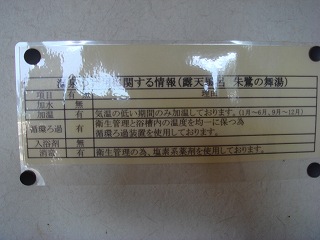 関する情報(露天風呂 朱鷺の舞湯)
項目 有 理由
加水 無
加温 有 気温の低い期間のみ加温しております。(1月~6月、9月~12月)
循環ろ過 有 衛生管理と浴槽内の温度を均一に保つ為
循環ろ過装置を使用しております。
入浴剤 無
消毒 有 衛生管理の為、塩素系薬剤を使用しております。